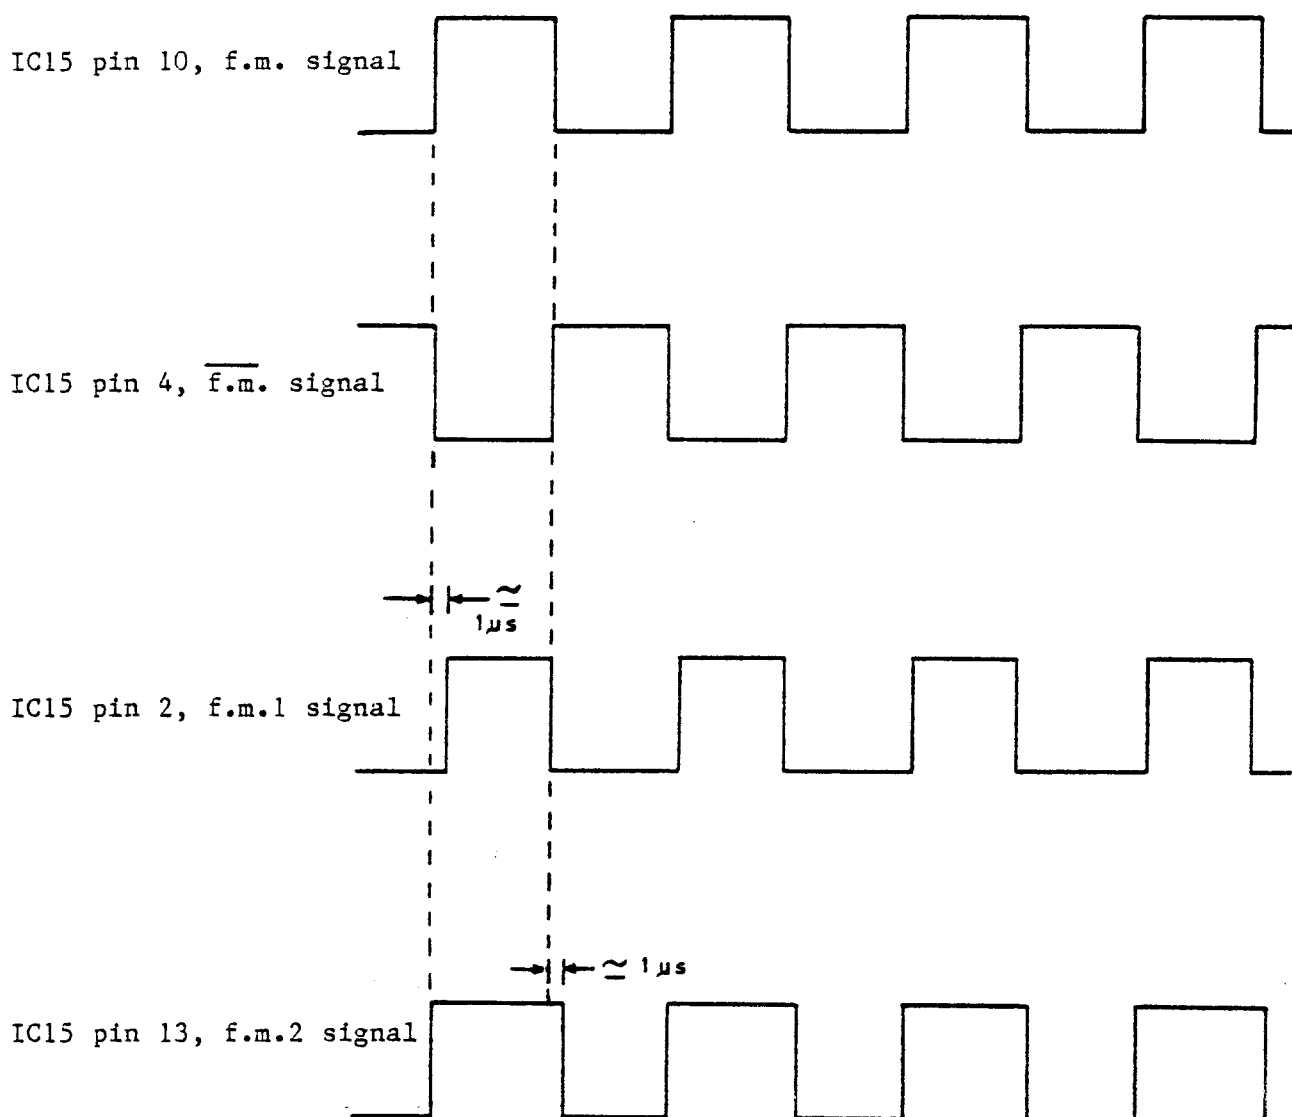 IC15 pin 10, f.m. signal
IC15 pin 4, f.m. signal
≃
1µs
IC15 pin 2, f.m.1 signal
≃ 1µs
IC15 pin 13, f.m.2 signal